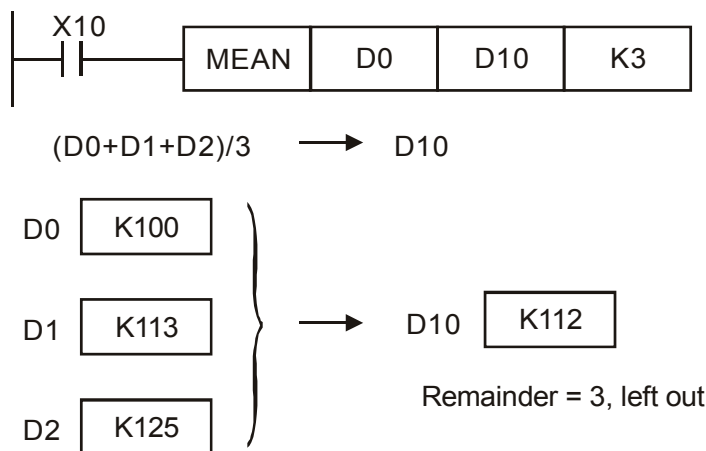 X10
MEAN D0 D10 K3
(D0+D1+D2)/3 → D10
D0 K100
D1 K113 → D10 K112
Remainder = 3, left out
D2 K125